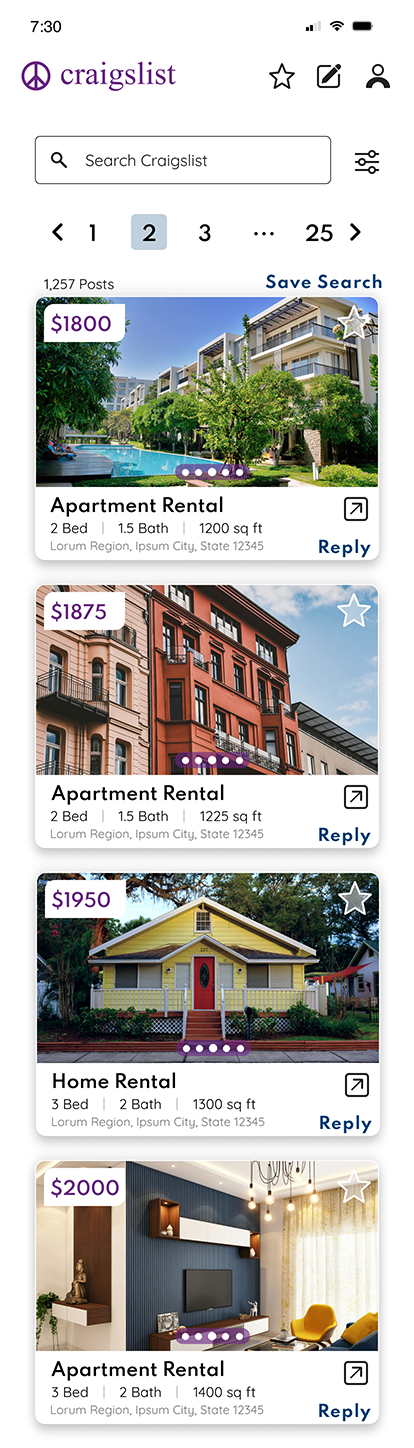 7:30
craigslist
Search Craigslist
1 2 3 ··· 25
1,257 Posts Save Search
$1800
Apartment Rental
2 Bed | 1.5 Bath | 1200 sq ft
Lorum Region, Ipsum City, State 12345
Reply
$1875
Apartment Rental
2 Bed | 1.5 Bath | 1225 sq ft
Lorum Region, Ipsum City, State 12345
Reply
$1950
Home Rental
3 Bed | 2 Bath | 1300 sq ft
Lorum Region, Ipsum City, State 12345
Reply
$2000
Apartment Rental
3 Bed | 2 Bath | 1400 sq ft
Lorum Region, Ipsum City, State 12345
Reply